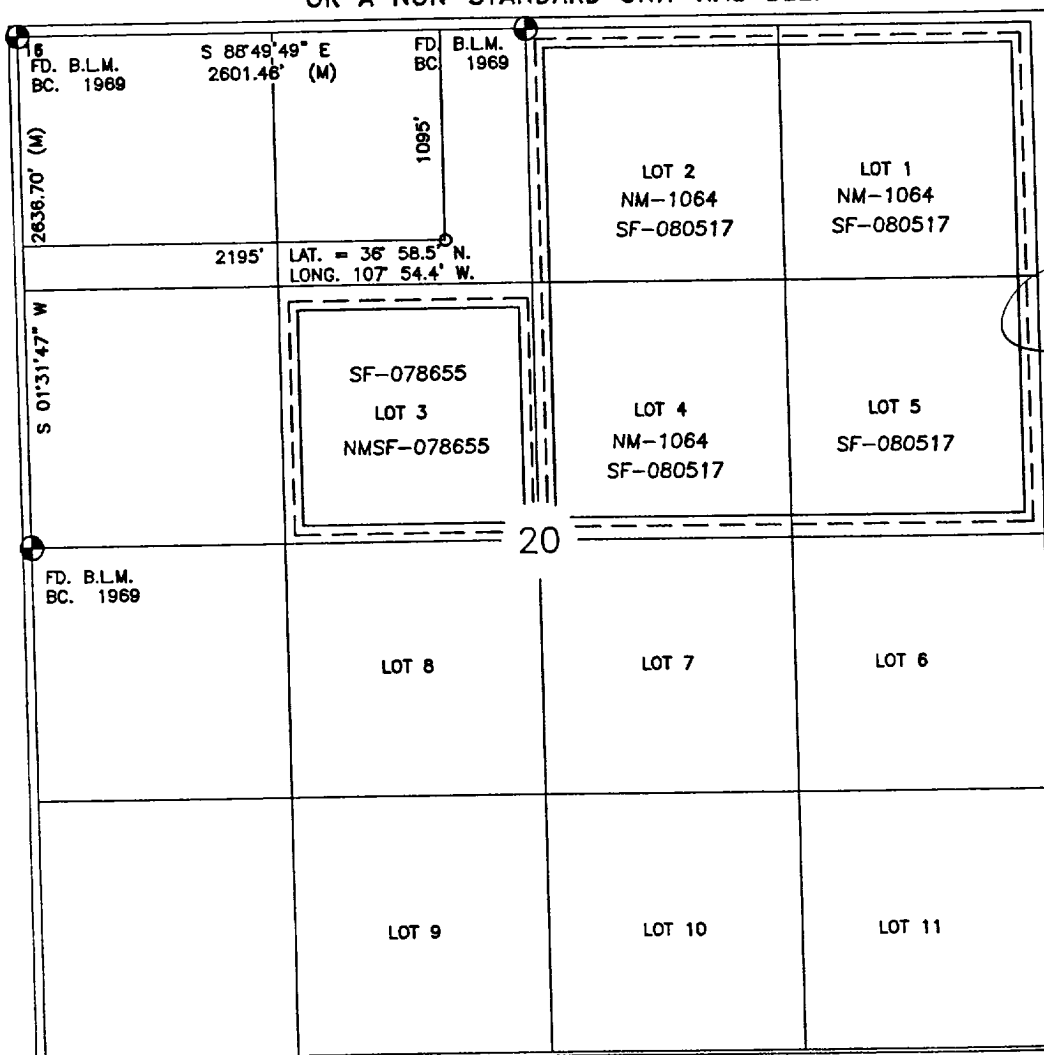 16
FD. B.L.M.
BC. 1969
S 88°49'49" E
2601.46' (M)
FD. B.L.M.
BC. 1969
2636.70' (M)
1095'
2195'
LAT. = 36° 58.5' N.
LONG. 107° 54.4' W.
LOT 2
NM-1064
SF-080517
LOT 1
NM-1064
SF-080517
S 01°31'47" W
SF-078655
LOT 3
NMSF-078655
LOT 4
NM-1064
SF-080517
LOT 5
SF-080517
20
FD. B.L.M.
BC. 1969
LOT 8
LOT 7
LOT 6
LOT 9
LOT 10
LOT 11